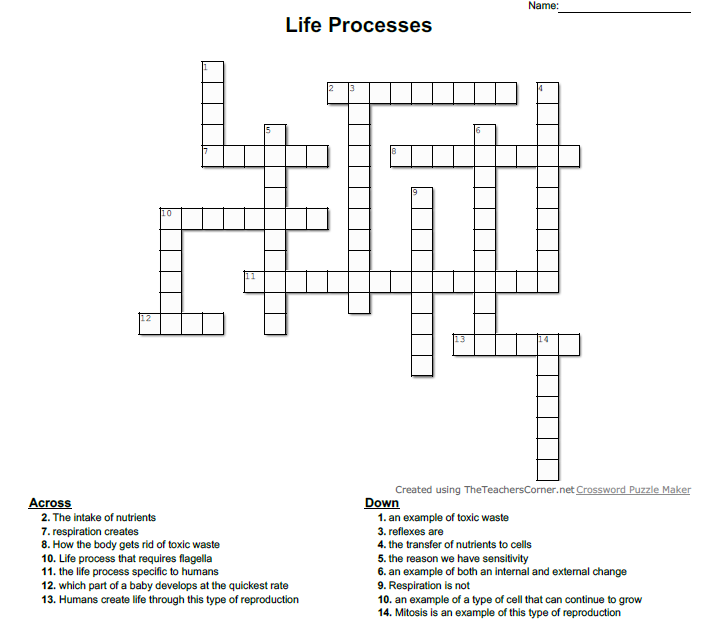 Name:
Life Processes
1
2 3 4
5 6
7 8
9
10
11
12
13 14
Created using TheTeachersCorner.net Crossword Puzzle Maker
Across
2. The intake of nutrients
7. respiration creates
8. How the body gets rid of toxic waste
10. Life process that requires flagella
11. the life process specific to humans
12. which part of a baby develops at the quickest rate
13. Humans create life through this type of reproduction
Down
1. an example of toxic waste
3. reflexes are
4. the transfer of nutrients to cells
5. the reason we have sensitivity
6. an example of both an internal and external change
9. Respiration is not
10. an example of a type of cell that can continue to grow
14. Mitosis is an example of this type of reproduction